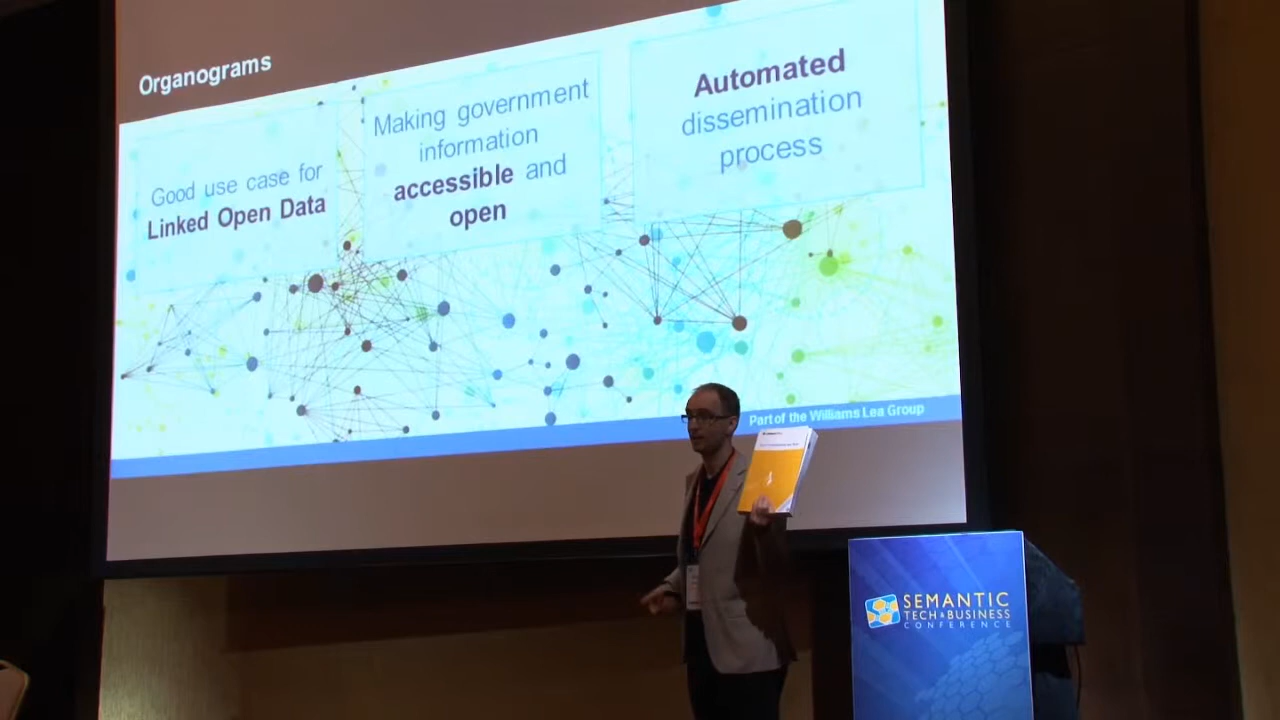 Organograms
Good use case for
Linked Open Data
Making government
information
accessible and
open
Automated
dissemination
process
Part of the Williams Lea Group
SEMANTIC
TECH & BUSINESS
CONFERENCE